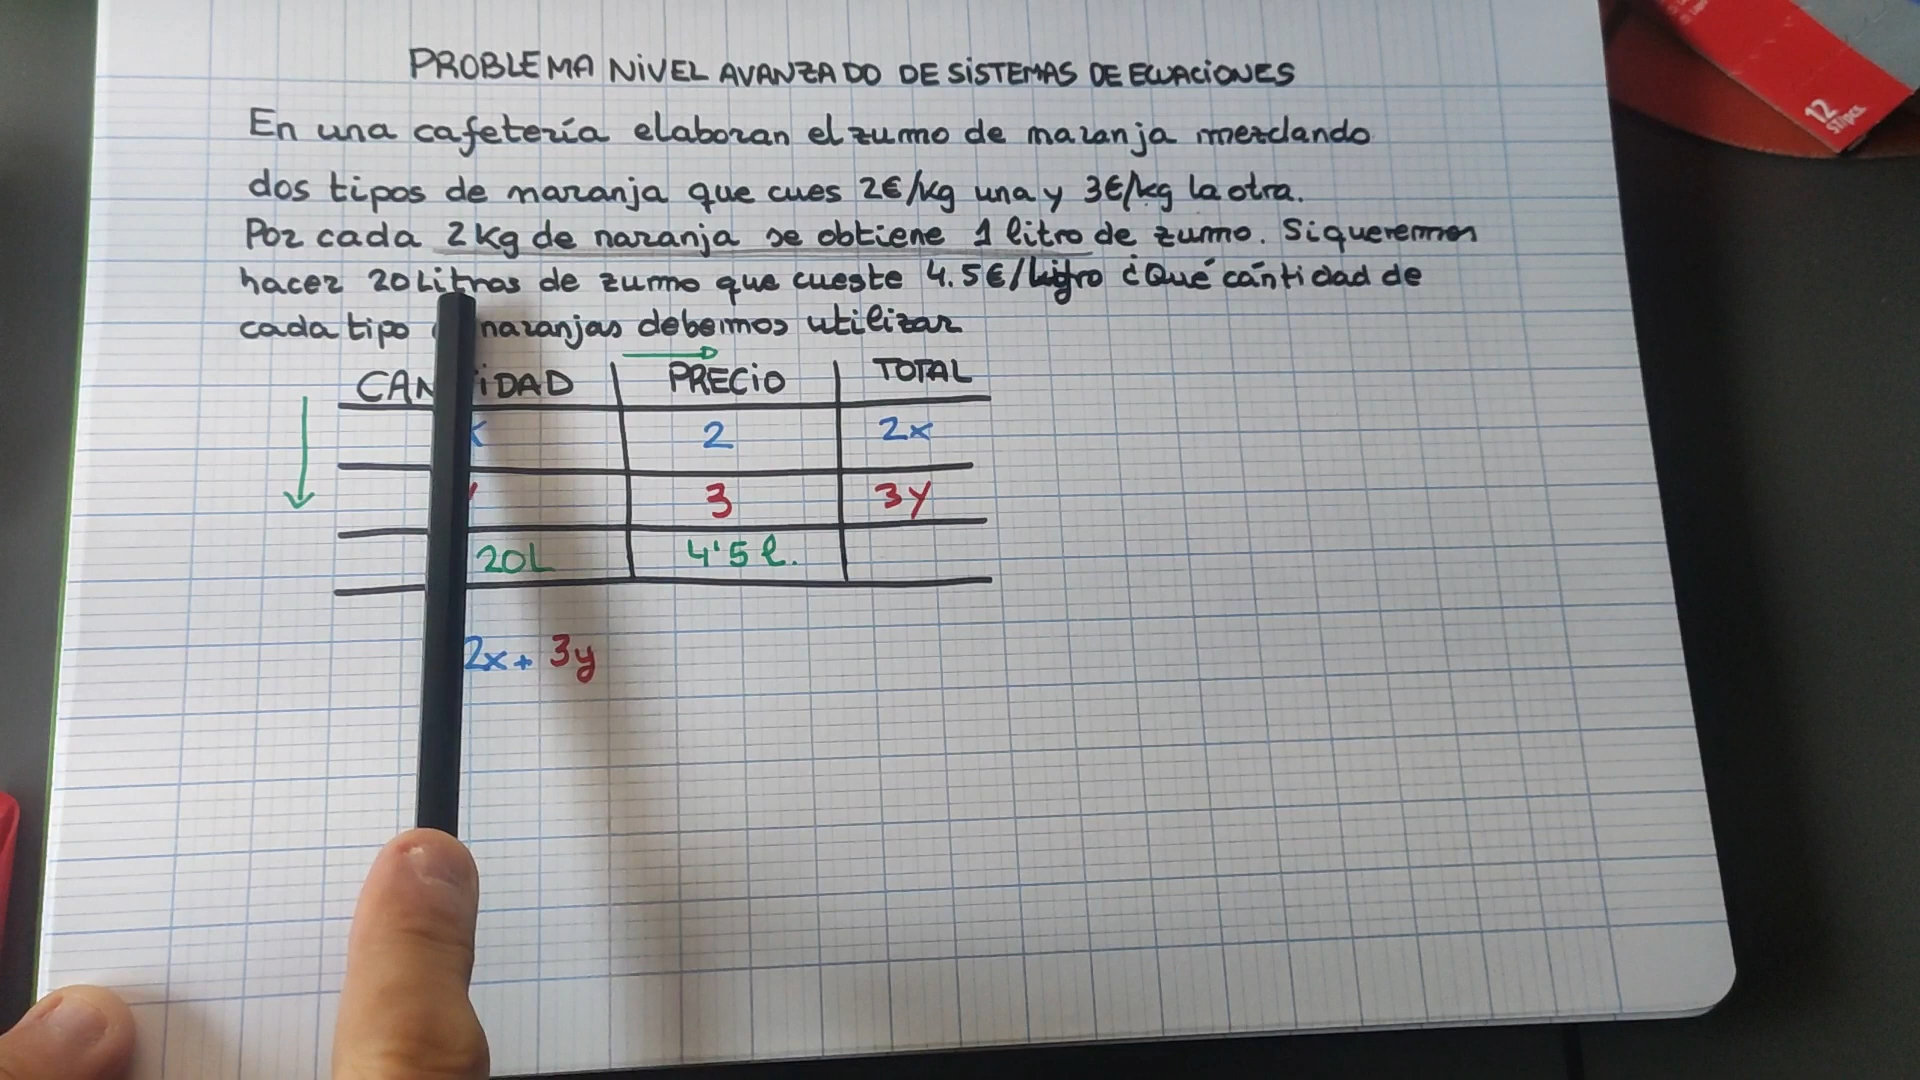 PROBLEMA NIVEL AVANZADO DE SISTEMAS DE ECUACIONES
En una cafetería elaboran el zumo de naranja mezclando
dos tipos de naranja que cues 2€/kg una y 3€/kg la otra.
Por cada 2kg de naranja se obtiene 1 litro de zumo. Si queremos
hacer 20 Litros de zumo que cueste 4.5€/ ¿Qué cantidad de
cada tipo naranjas debemos utilizar
CANTIDAD PRECIO TOTAL
x 2 2x
3 3y
20L 4'5 l.
2x + 3y
12